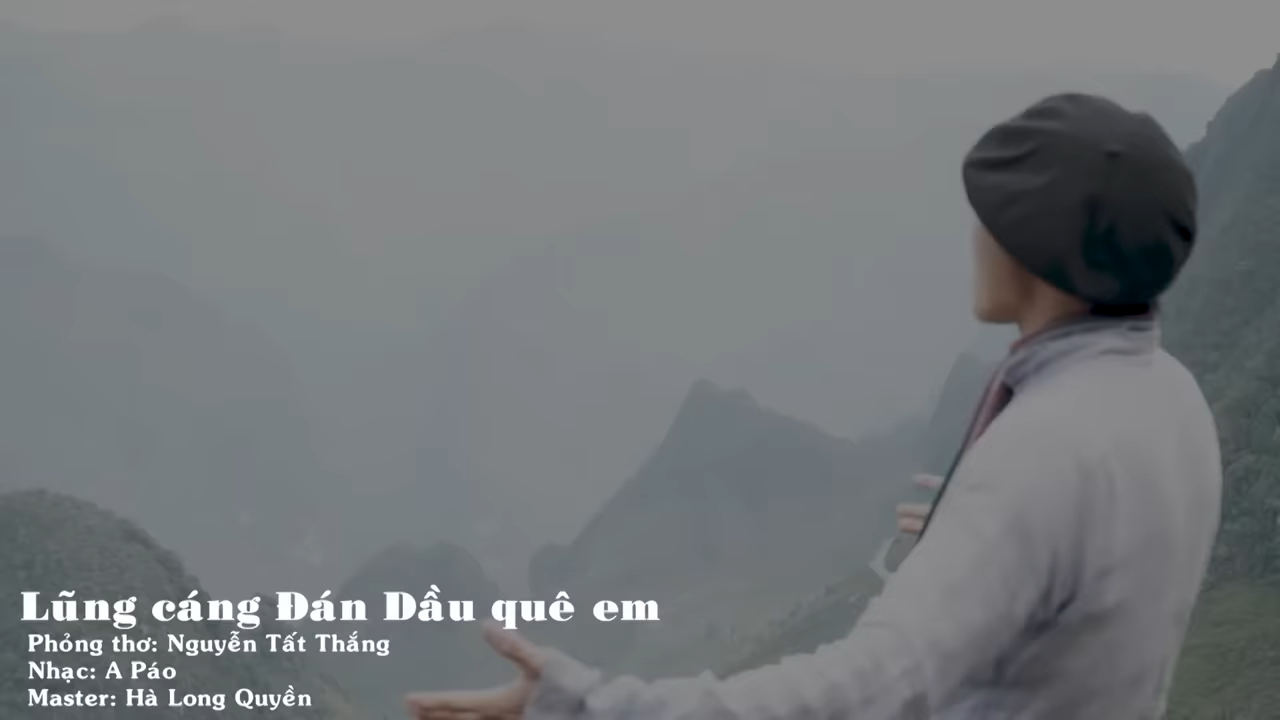 Lũng cáng Đán Dầu quê em
Phỏng thơ: Nguyễn Tất Thắng
Nhạc: A Páo
Master: Hà Long Quyền